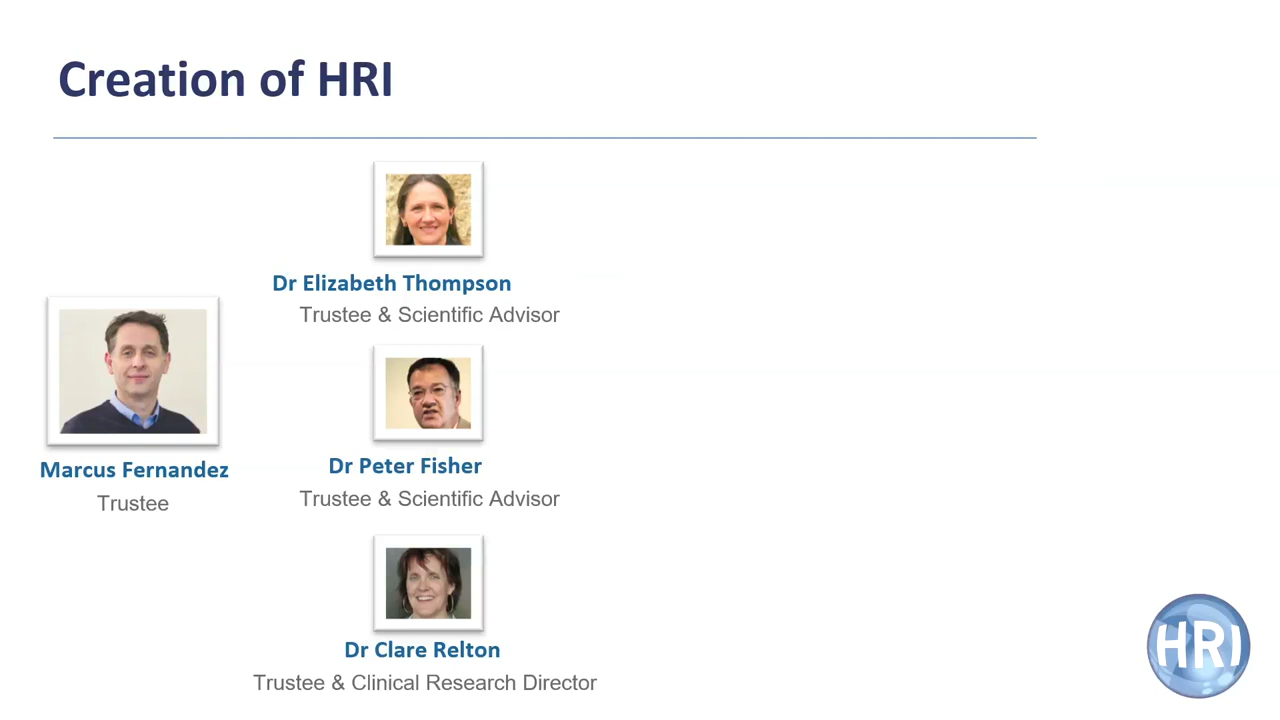 Creation of HRI
Dr Elizabeth Thompson
Trustee & Scientific Advisor
Marcus Fernandez
Trustee
Dr Peter Fisher
Trustee & Scientific Advisor
Dr Clare Relton
Trustee & Clinical Research Director
HRI